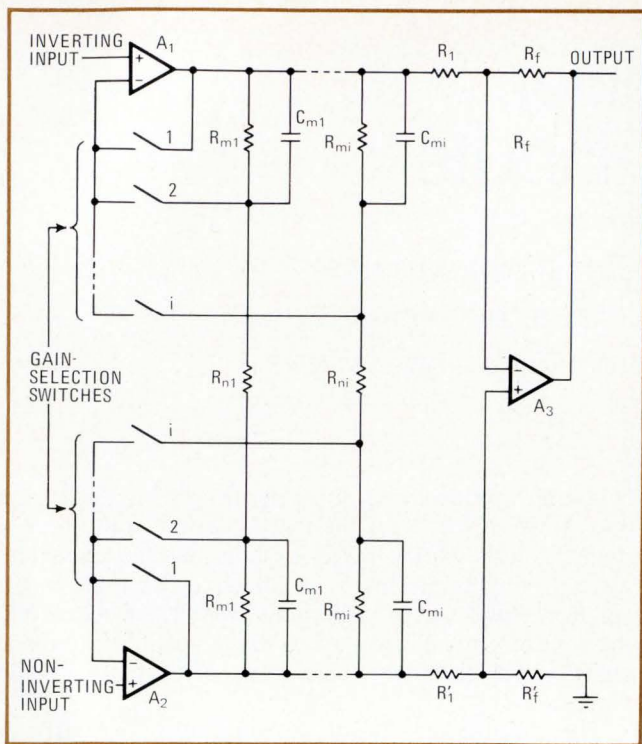 INVERTING
INPUT
+
−
A1
R1
Rf
OUTPUT
1
Rm1
Cm1
Rmi
Cmi
Rf
2
i
GAIN-
SELECTION
SWITCHES
Rn1
Rni
−
+
A3
i
2
1
Rm1
Cm1
Rmi
Cmi
NON-
INVERTING
INPUT
−
+
A2
R'1
R'f